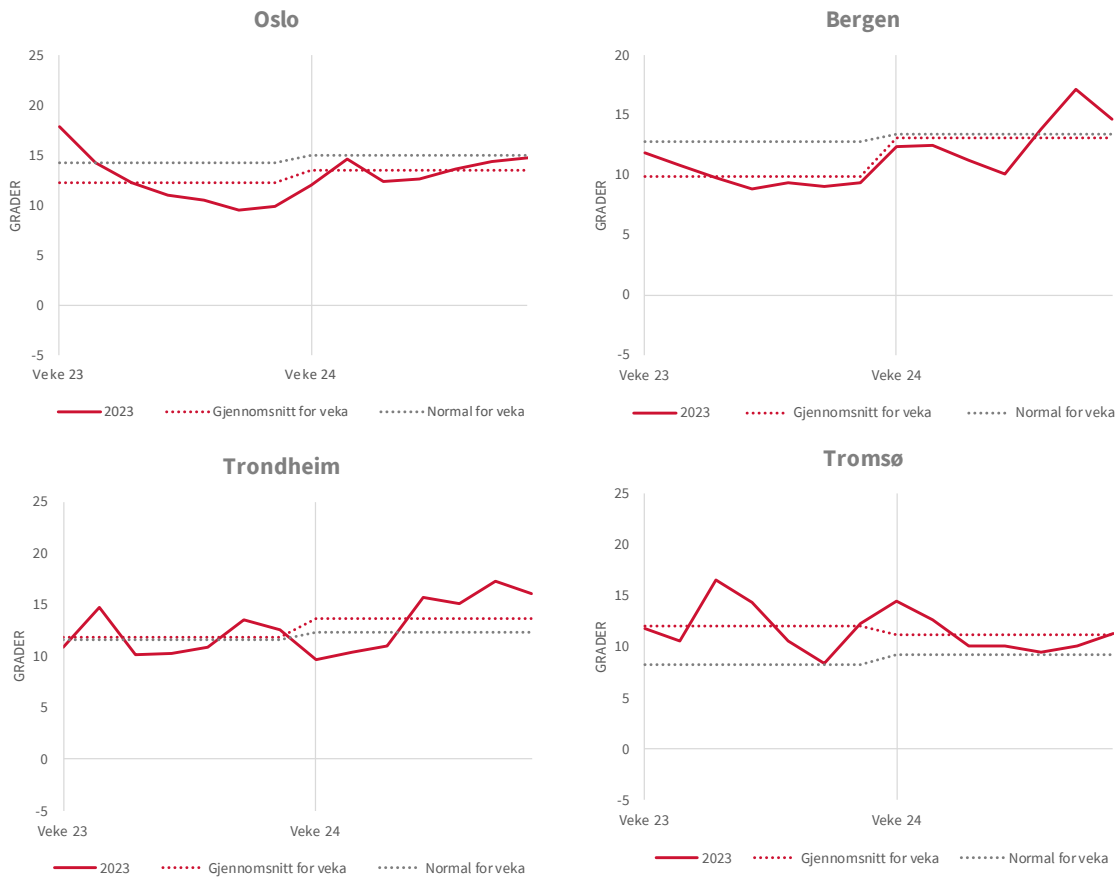 Oslo
25
20
15
10
5
0
-5
GRADER
Veke 23
Veke 24
2023
Gjennomsnitt for veka
Normal for veka
Bergen
20
15
10
5
0
-5
GRADER
Veke 23
Veke 24
2023
Gjennomsnitt for veka
Normal for veka
Trondheim
25
20
15
10
5
0
-5
GRADER
Veke 23
Veke 24
2023
Gjennomsnitt for veka
Normal for veka
Tromsø
25
20
15
10
5
0
-5
GRADER
Veke 23
Veke 24
2023
Gjennomsnitt for veka
Normal for veka